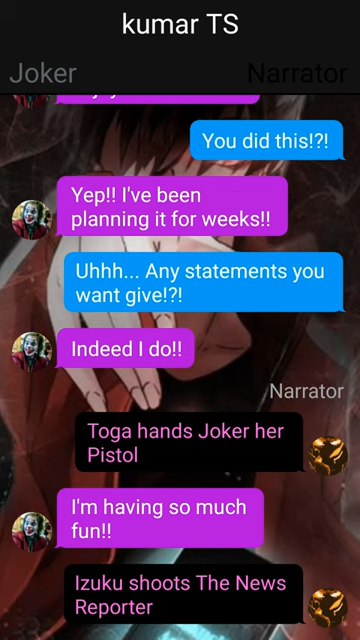 kumar TS
Joker
Narrator
You did this!?!
Yep!! I've been
planning it for weeks!!
Uhhh... Any statements you
want give!?!
Indeed I do!!
Narrator
Toga hands Joker her
Pistol
I'm having so much
fun!!
Izuku shoots The News
Reporter